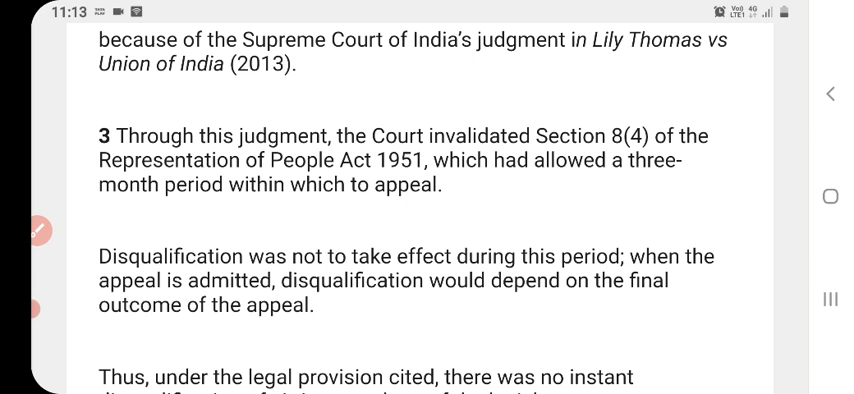 11:13
Vo)) 4G
LTE1
because of the Supreme Court of India's judgment in Lily Thomas vs
Union of India (2013).
3 Through this judgment, the Court invalidated Section 8(4) of the
Representation of People Act 1951, which had allowed a three-
month period within which to appeal.
Disqualification was not to take effect during this period; when the
appeal is admitted, disqualification would depend on the final
outcome of the appeal.
Thus, under the legal provision cited, there was no instant